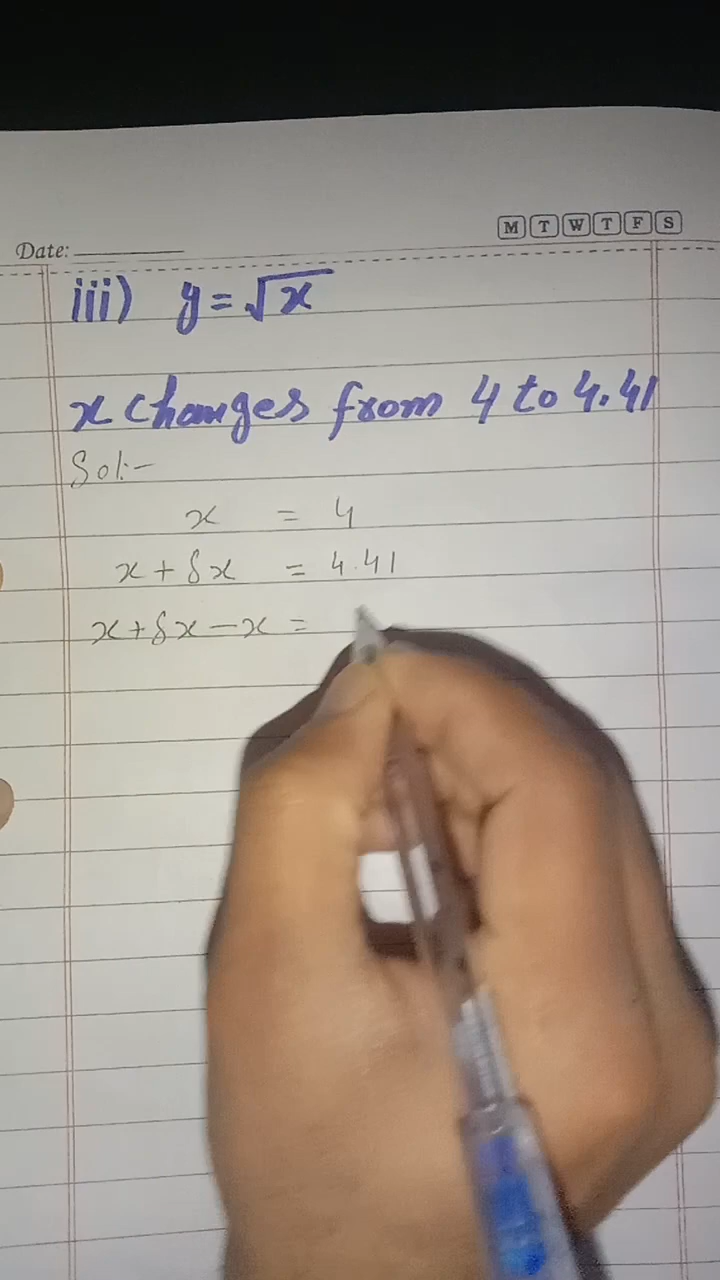 M T W T F S
Date:
iii) y = √x
x changes from 4 to 4.41
Sol:-
x = 4
x + δx = 4.41
x + δx - x =